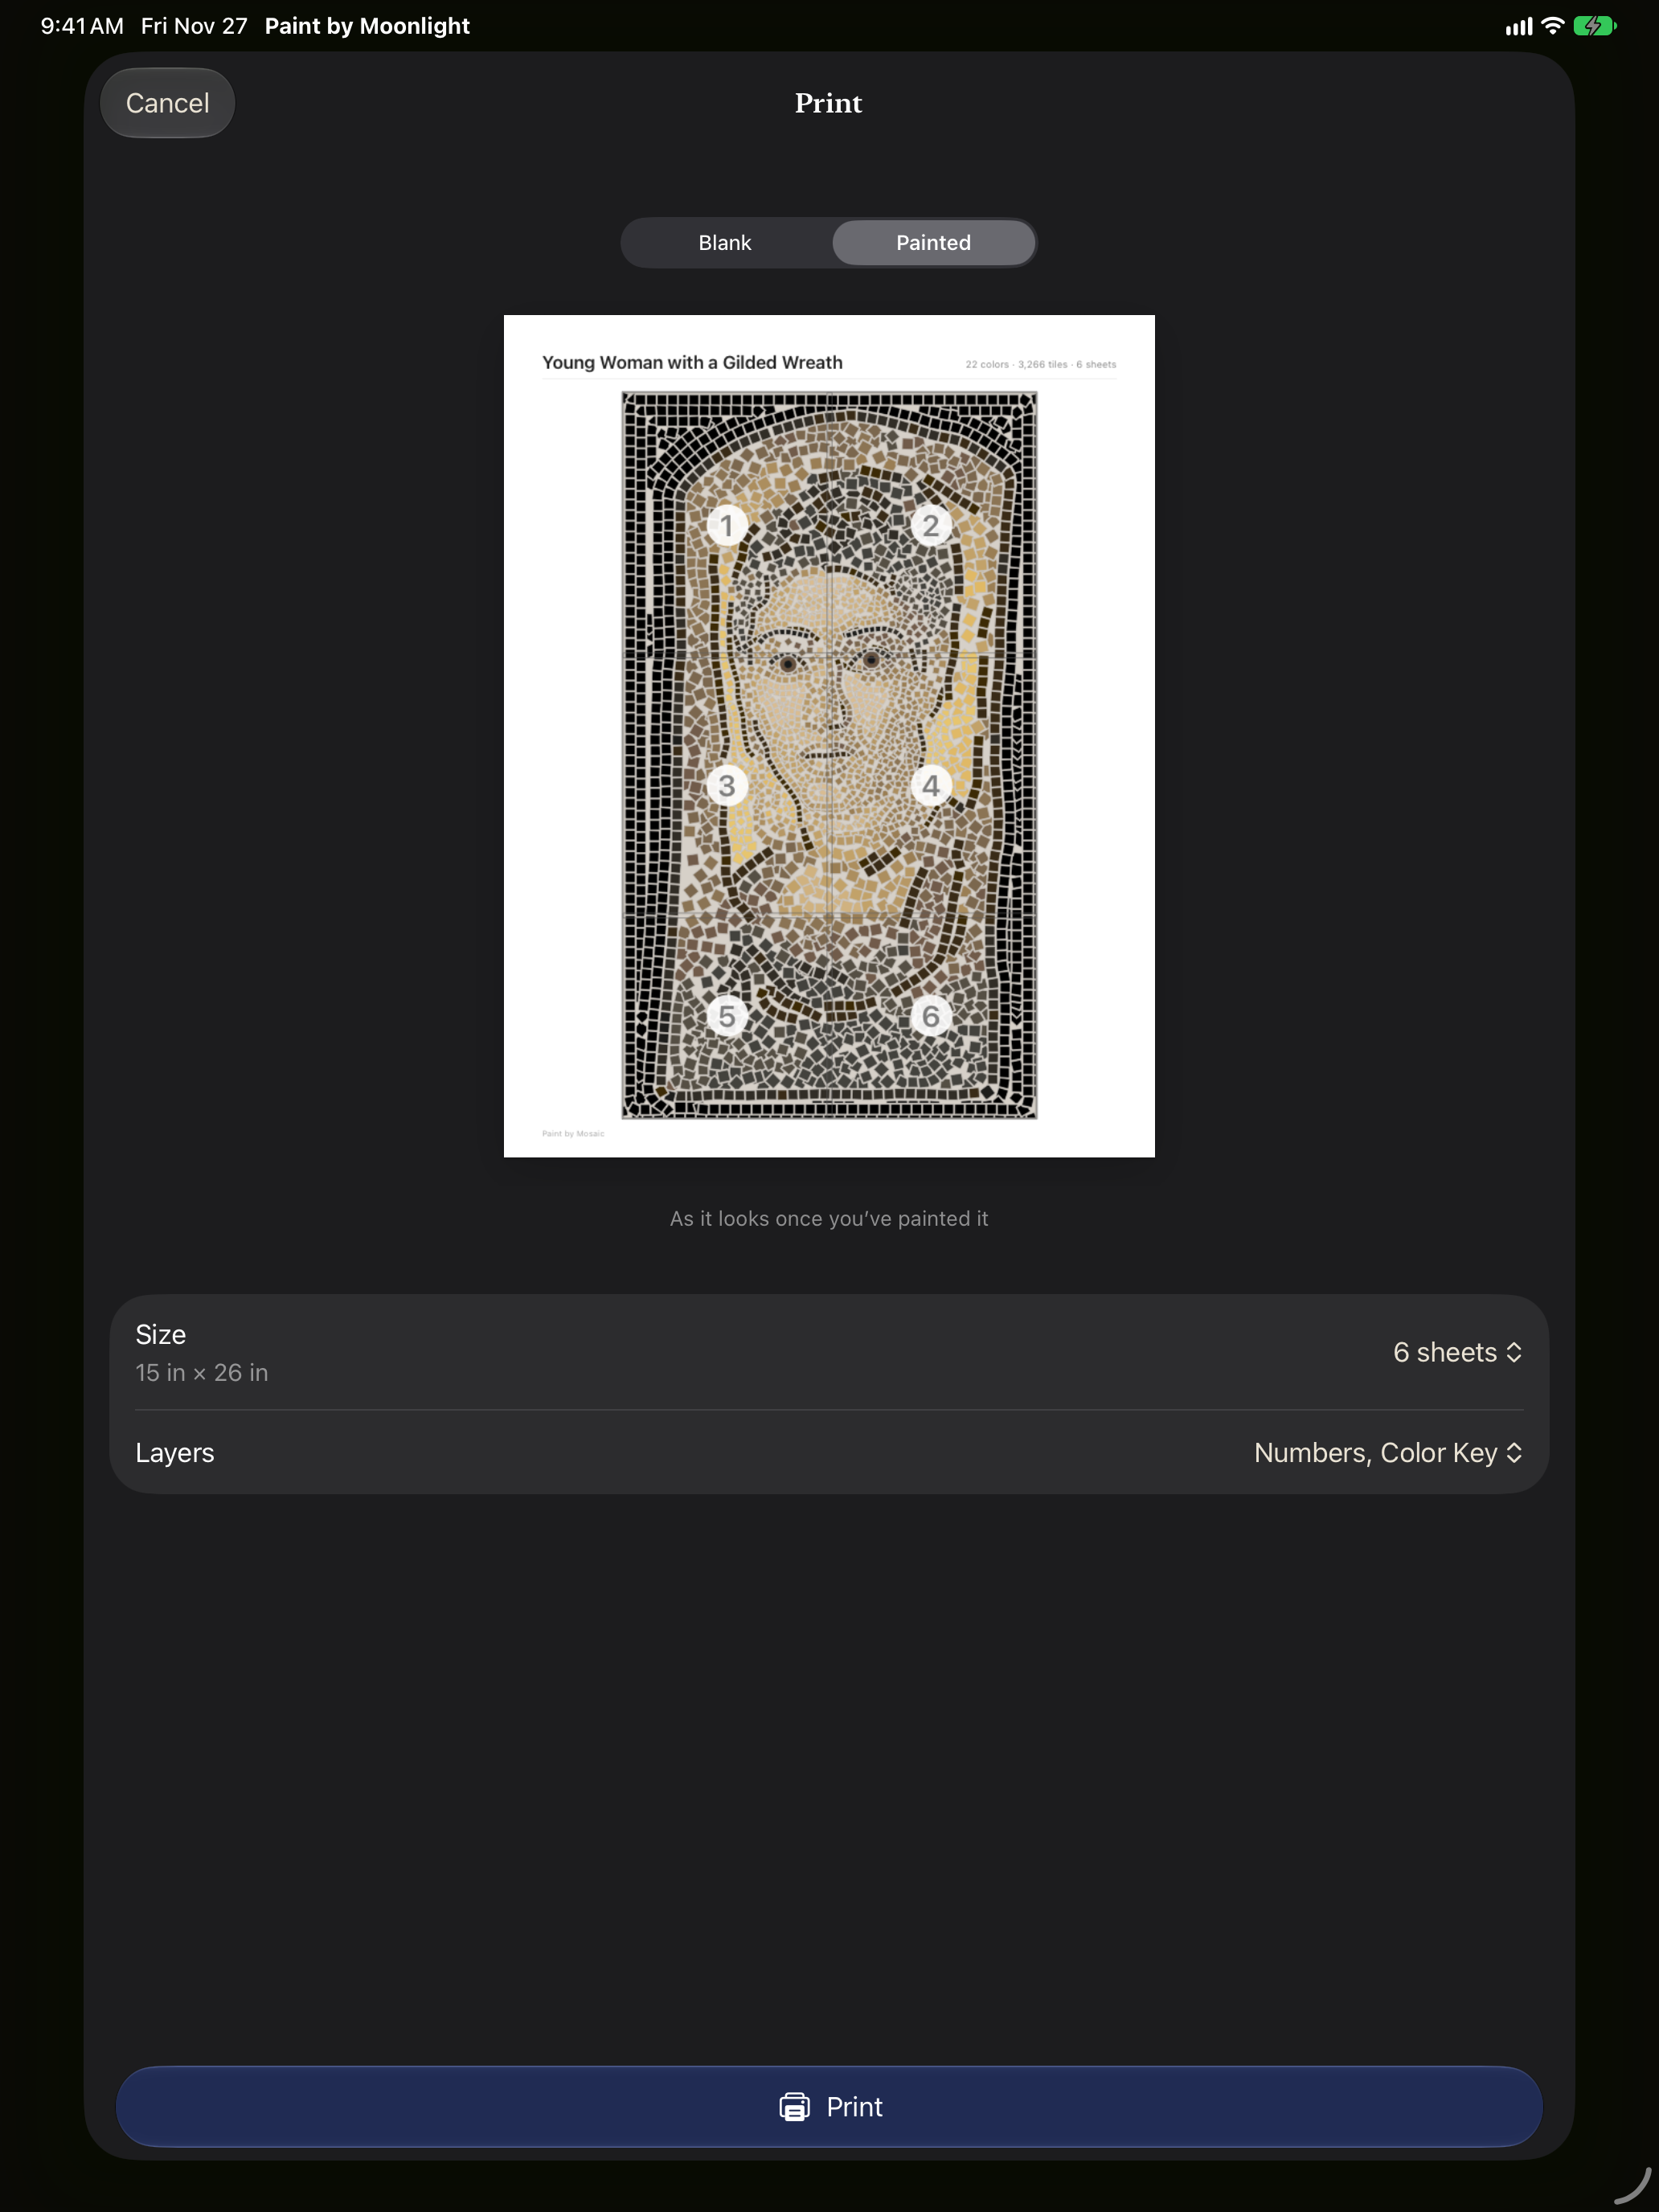 9:41 AM Fri Nov 27 Paint by Moonlight
Cancel
Print
Blank
Painted
Young Woman with a Gilded Wreath
22 colors · 3,266 tiles · 6 sheets
1
2
3
4
5
6
Paint by Mosaic
As it looks once you’ve painted it
Size
15 in × 26 in
6 sheets
Layers
Numbers, Color Key
Print